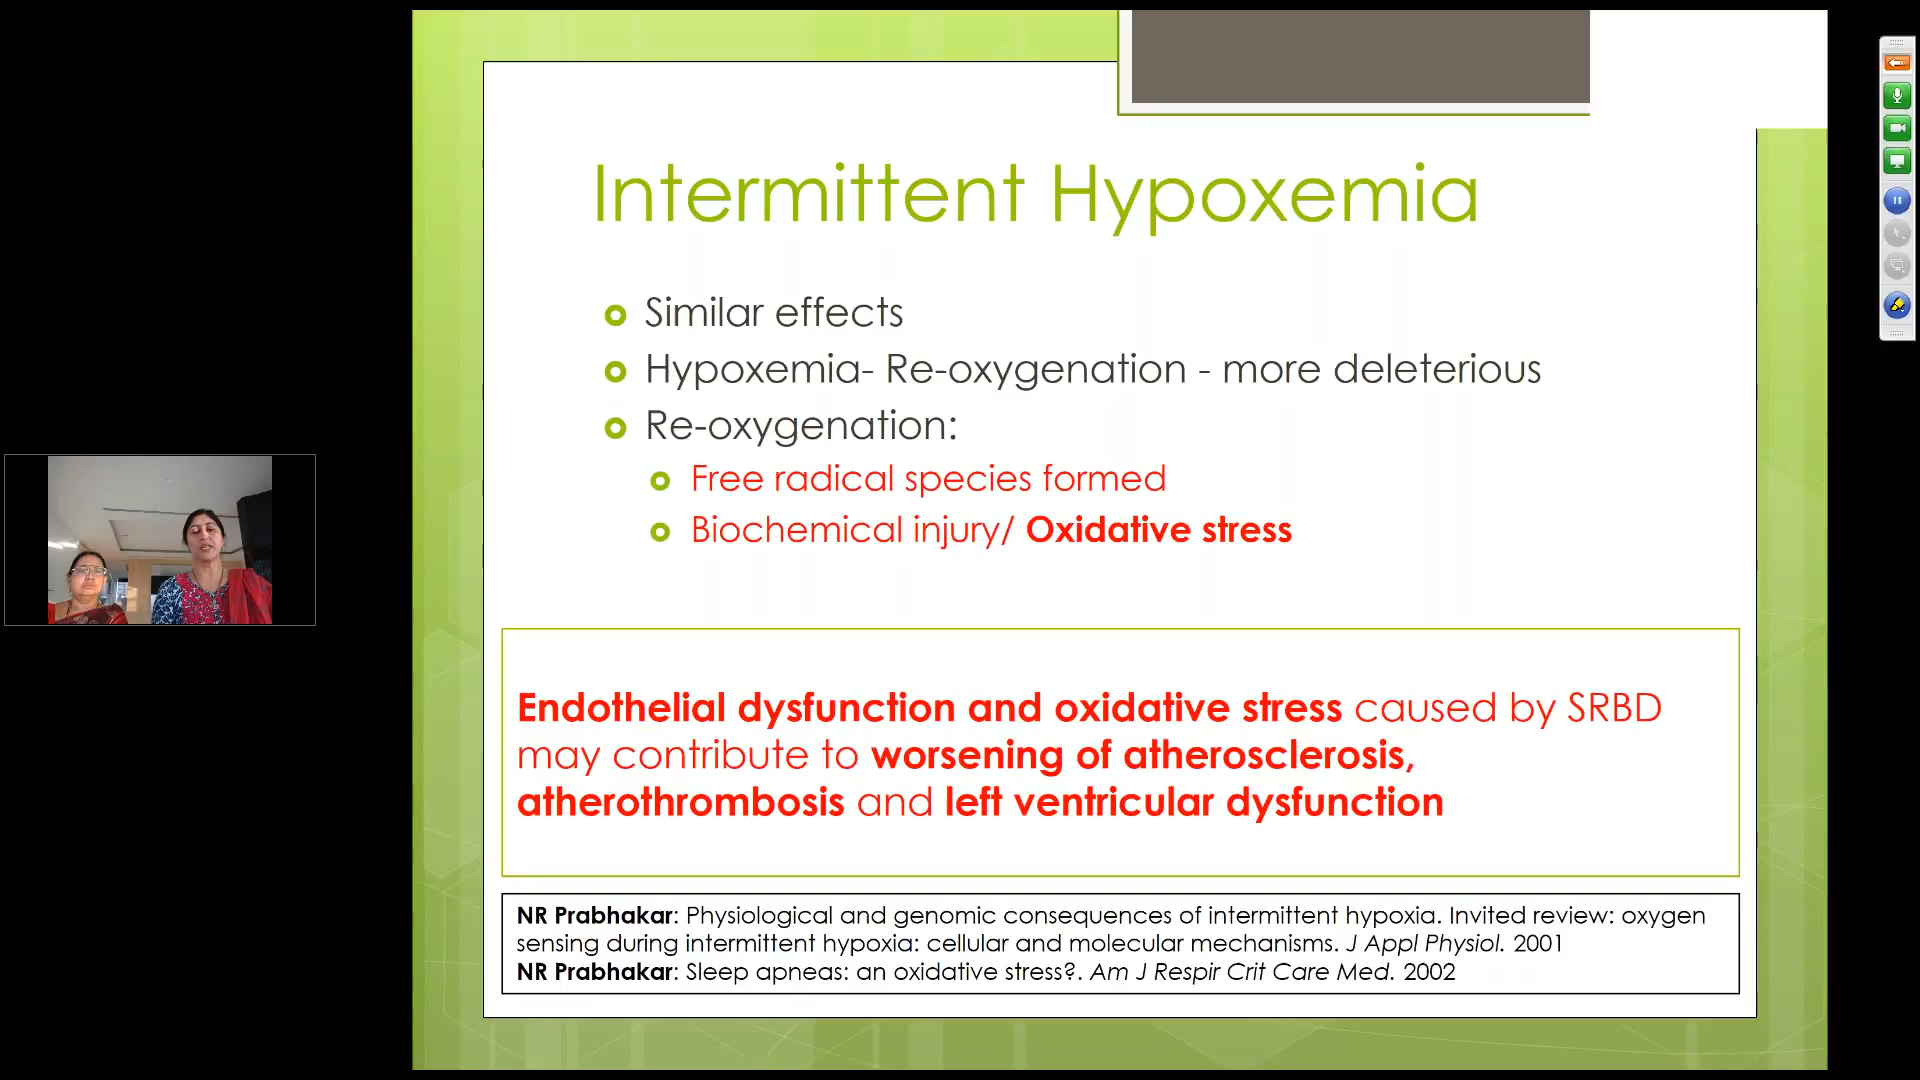 Intermittent Hypoxemia
Similar effects
Hypoxemia- Re-oxygenation - more deleterious
Re-oxygenation:
Free radical species formed
Biochemical injury/ Oxidative stress
Endothelial dysfunction and oxidative stress caused by SRBD
may contribute to worsening of atherosclerosis,
atherothrombosis and left ventricular dysfunction
NR Prabhakar: Physiological and genomic consequences of intermittent hypoxia. Invited review: oxygen
sensing during intermittent hypoxia: cellular and molecular mechanisms. J Appl Physiol. 2001
NR Prabhakar: Sleep apneas: an oxidative stress?. Am J Respir Crit Care Med. 2002